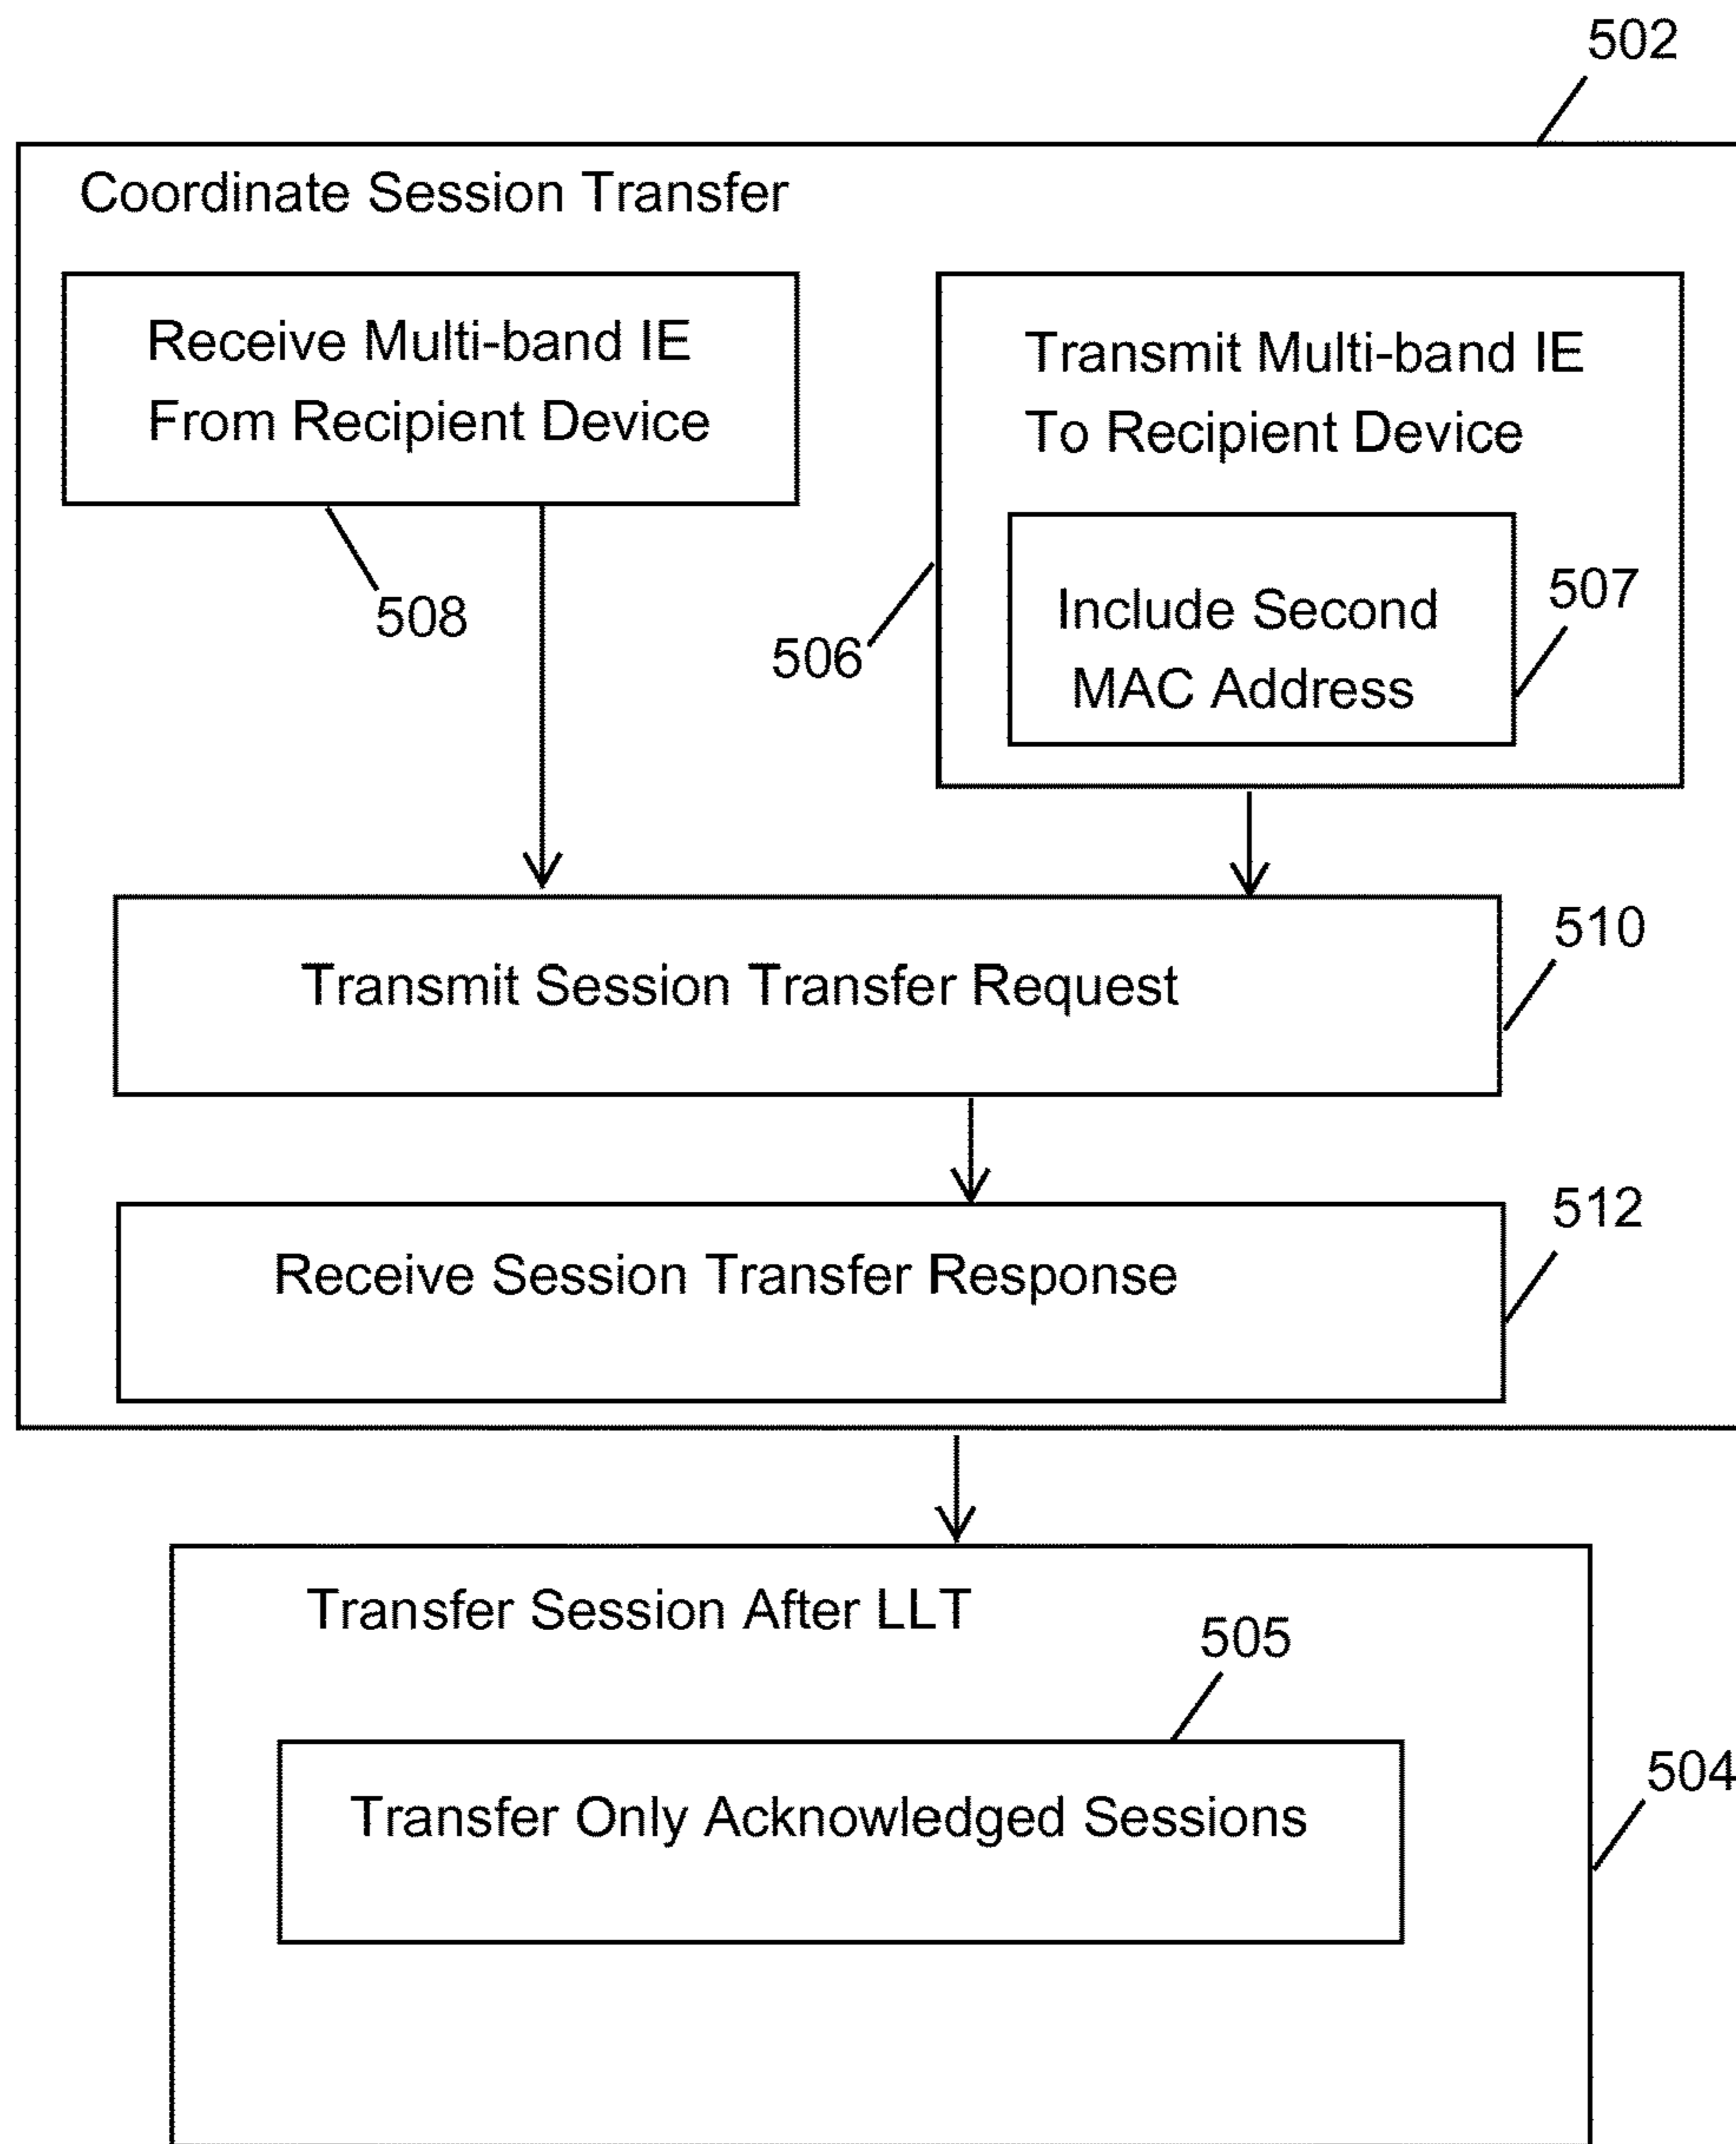 502
Coordinate Session Transfer
Receive Multi-band IE
From Recipient Device
508
Transmit Multi-band IE
To Recipient Device
506
Include Second
MAC Address
507
Transmit Session Transfer Request
510
Receive Session Transfer Response
512
Transfer Session After LLT
505
Transfer Only Acknowledged Sessions
504